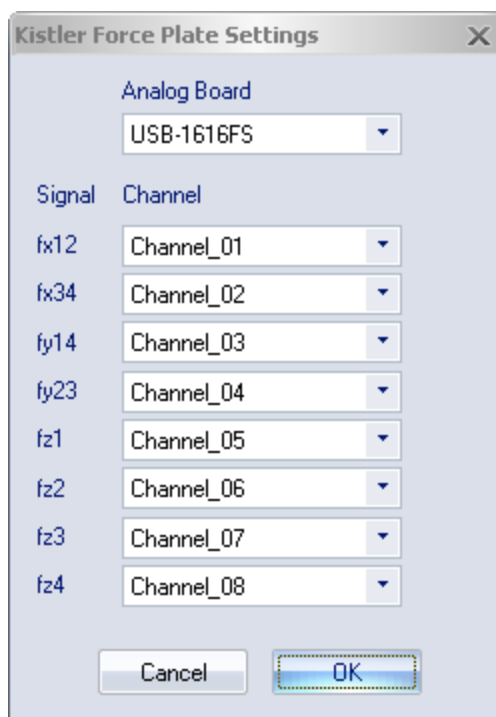 Kistler Force Plate Settings
Analog Board
USB-1616FS
Signal Channel
fx12 Channel_01
fx34 Channel_02
fy14 Channel_03
fy23 Channel_04
fz1 Channel_05
fz2 Channel_06
fz3 Channel_07
fz4 Channel_08
Cancel OK